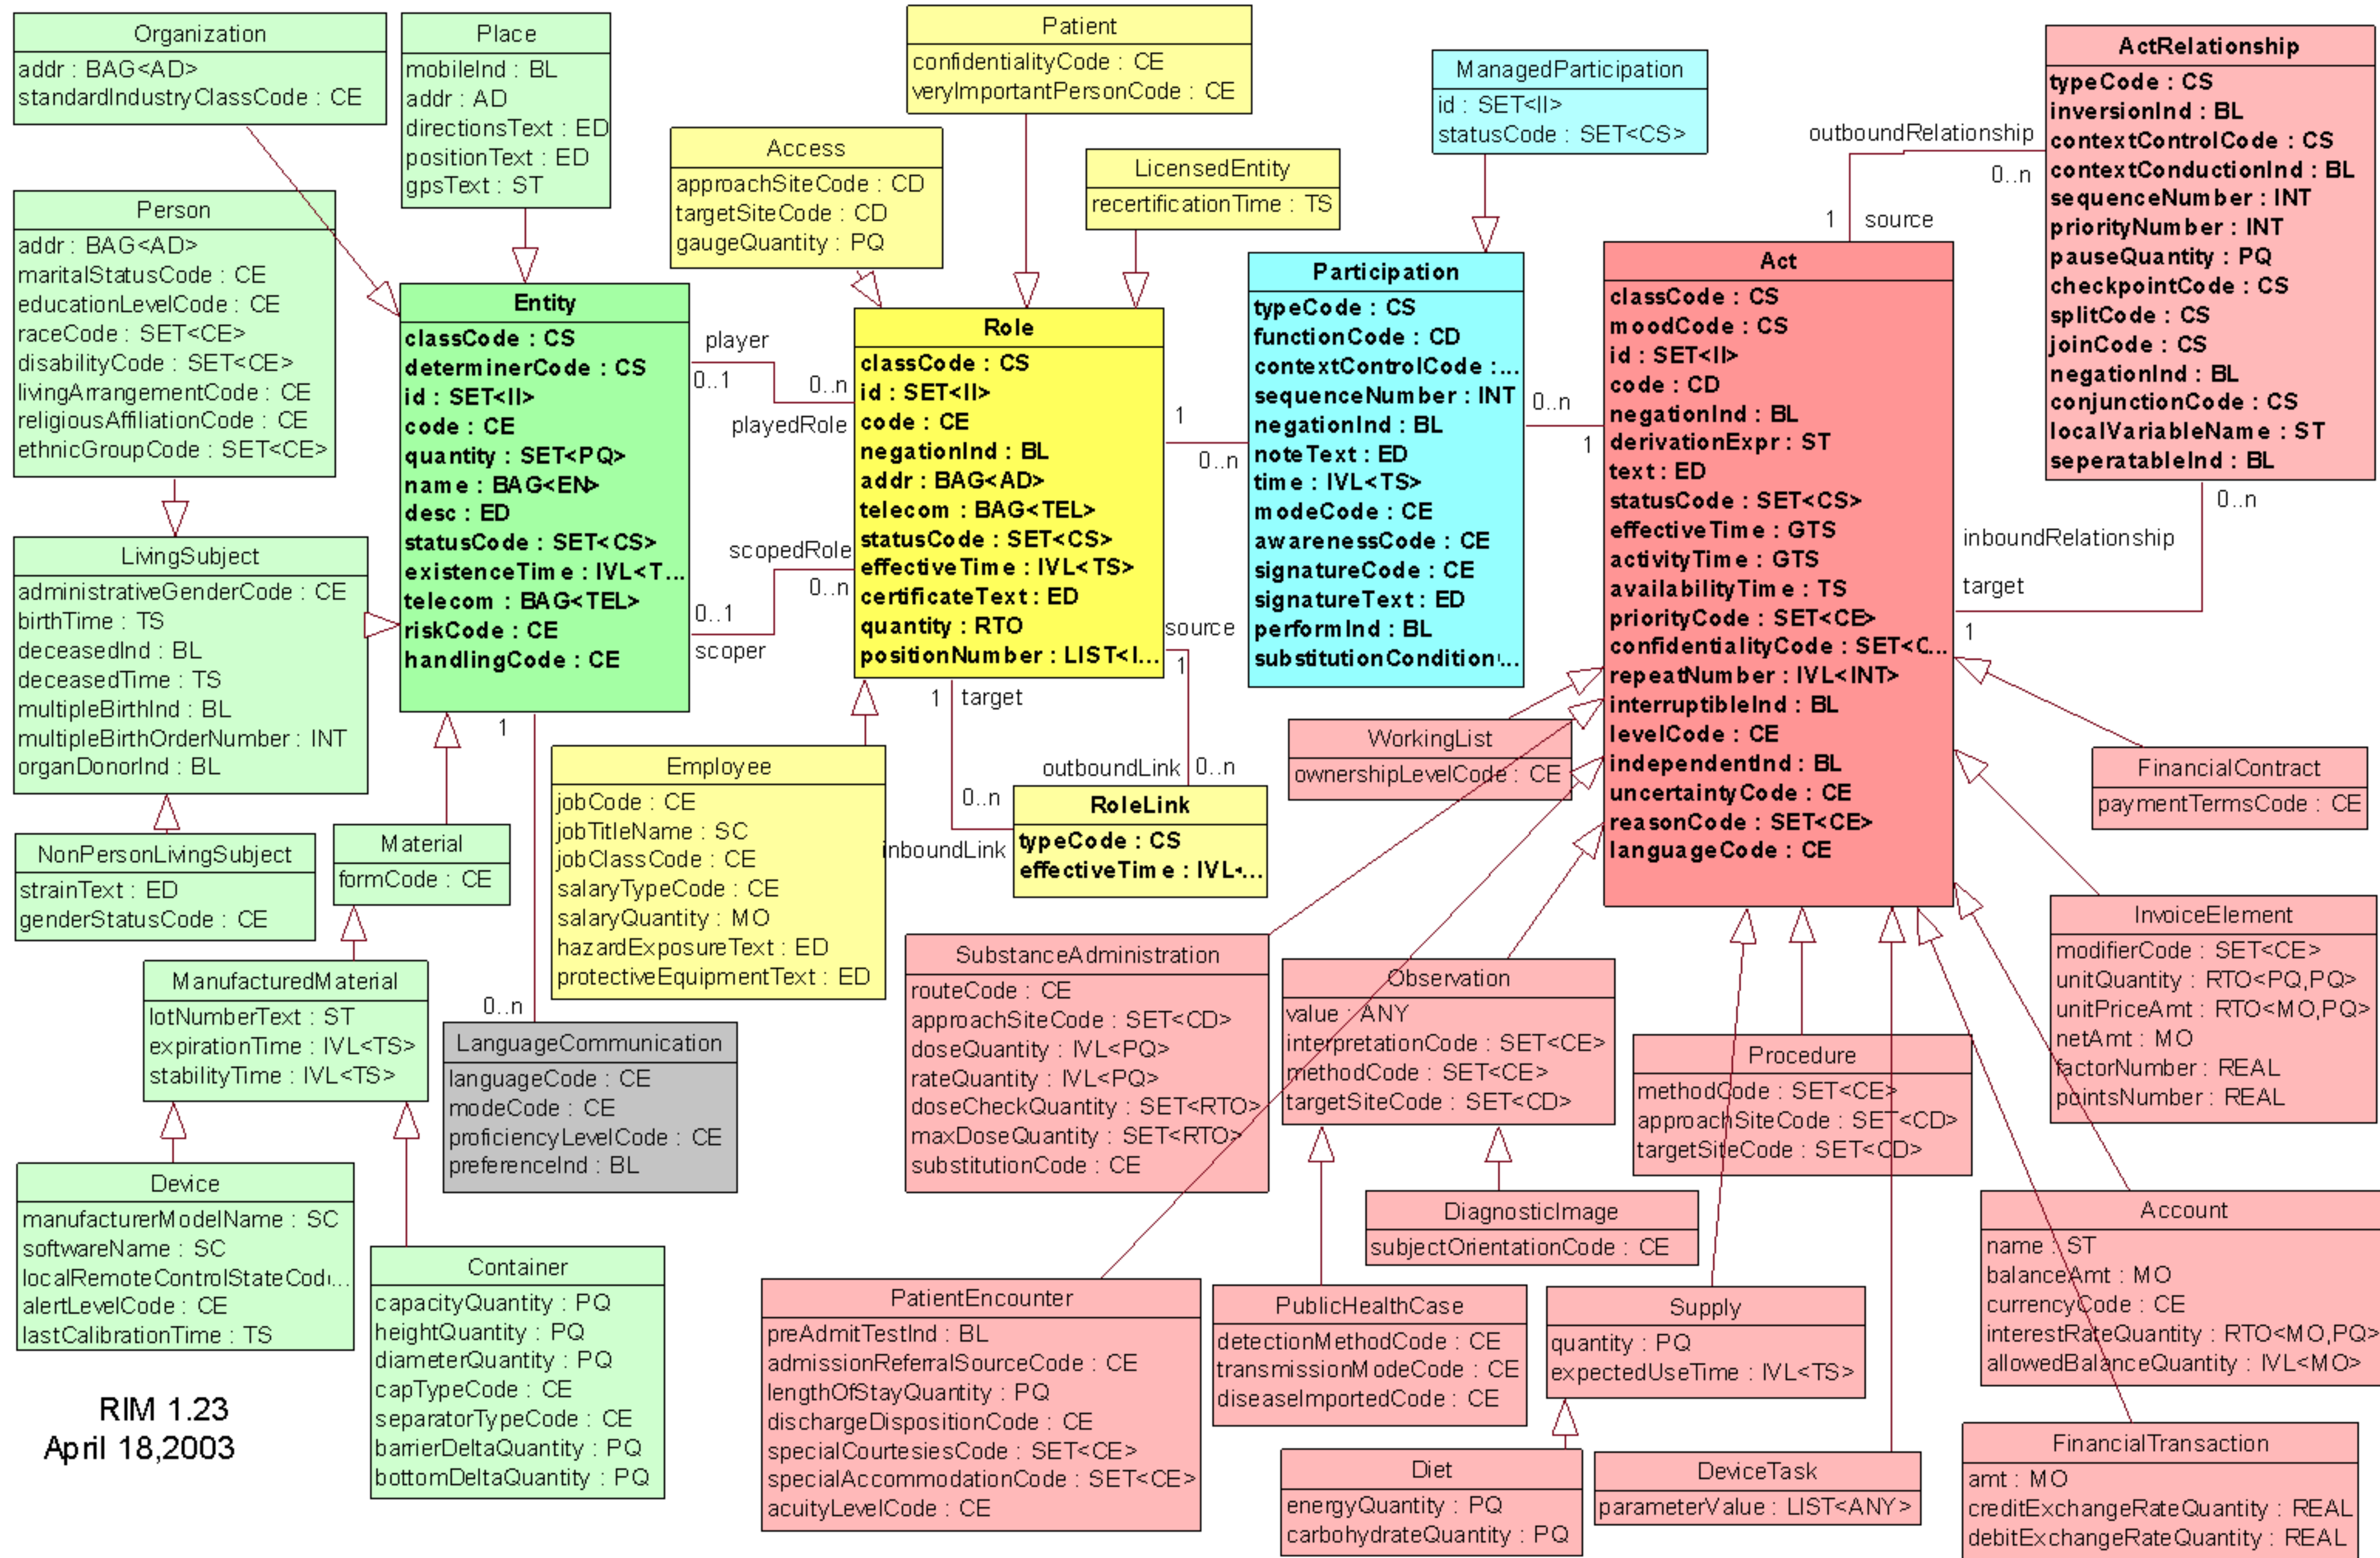 Organization
addr : BAG<AD>
standardIndustryClassCode : CE
Place
mobileInd : BL
addr : AD
directionsText : ED
positionText : ED
gpsText : ST
Patient
confidentialityCode : CE
veryImportantPersonCode : CE
ManagedParticipation
id : SET<II>
statusCode : SET<CS>
ActRelationship
typeCode : CS
inversionInd : BL
contextControlCode : CS
contextConductionInd : BL
sequenceNumber : INT
priorityNumber : INT
pauseQuantity : PQ
checkpointCode : CS
splitCode : CS
joinCode : CS
negationInd : BL
conjunctionCode : CS
localVariableName : ST
seperatableInd : BL
outboundRelationship
0..n
1
source
Access
approachSiteCode : CD
targetSiteCode : CD
gaugeQuantity : PQ
LicensedEntity
recertificationTime : TS
Person
addr : BAG<AD>
maritalStatusCode : CE
educationLevelCode : CE
raceCode : SET<CE>
disabilityCode : SET<CE>
livingArrangementCode : CE
religiousAffiliationCode : CE
ethnicGroupCode : SET<CE>
Entity
classCode : CS
determinerCode : CS
id : SET<II>
code : CE
quantity : SET<PQ>
name : BAG<EN>
desc : ED
statusCode : SET<CS>
existenceTime : IVL<T...
telecom : BAG<TEL>
riskCode : CE
handlingCode : CE
player
0..1
0..n
playedRole
scopedRole
0..n
0..1
scoper
Role
classCode : CS
id : SET<II>
code : CE
negationInd : BL
addr : BAG<AD>
telecom : BAG<TEL>
statusCode : SET<CS>
effectiveTime : IVL<TS>
certificateText : ED
quantity : RTO
positionNumber : LIST<I...
1
0..n
Participation
typeCode : CS
functionCode : CD
contextControlCode :...
sequenceNumber : INT
negationInd : BL
noteText : ED
time : IVL<TS>
modeCode : CE
awarenessCode : CE
signatureCode : CE
signatureText : ED
performInd : BL
substitutionCondition...
0..n
1
Act
classCode : CS
moodCode : CS
id : SET<II>
code : CD
negationInd : BL
derivationExpr : ST
text : ED
statusCode : SET<CS>
effectiveTime : GTS
activityTime : GTS
availabilityTime : TS
priorityCode : SET<CE>
confidentialityCode : SET<C...
repeatNumber : IVL<INT>
interruptibleInd : BL
levelCode : CE
independentInd : BL
uncertaintyCode : CE
reasonCode : SET<CE>
languageCode : CE
0..n
inboundRelationship
target
1
LivingSubject
administrativeGenderCode : CE
birthTime : TS
deceasedInd : BL
deceasedTime : TS
multipleBirthInd : BL
multipleBirthOrderNumber : INT
organDonorInd : BL
source
1
1
target
outboundLink
0..n
0..n
inboundLink
RoleLink
typeCode : CS
effectiveTime : IVL<...
1
0..n
Employee
jobCode : CE
jobTitleName : SC
jobClassCode : CE
salaryTypeCode : CE
salaryQuantity : MO
hazardExposureText : ED
protectiveEquipmentText : ED
WorkingList
ownershipLevelCode : CE
FinancialContract
paymentTermsCode : CE
NonPersonLivingSubject
strainText : ED
genderStatusCode : CE
Material
formCode : CE
ManufacturedMaterial
lotNumberText : ST
expirationTime : IVL<TS>
stabilityTime : IVL<TS>
LanguageCommunication
languageCode : CE
modeCode : CE
proficiencyLevelCode : CE
preferenceInd : BL
SubstanceAdministration
routeCode : CE
approachSiteCode : SET<CD>
doseQuantity : IVL<PQ>
rateQuantity : IVL<PQ>
doseCheckQuantity : SET<RTO>
maxDoseQuantity : SET<RTO>
substitutionCode : CE
Observation
value : ANY
interpretationCode : SET<CE>
methodCode : SET<CE>
targetSiteCode : SET<CD>
Procedure
methodCode : SET<CE>
approachSiteCode : SET<CD>
targetSiteCode : SET<CD>
InvoiceElement
modifierCode : SET<CE>
unitQuantity : RTO<PQ,PQ>
unitPriceAmt : RTO<MO,PQ>
netAmt : MO
factorNumber : REAL
pointsNumber : REAL
Device
manufacturerModelName : SC
softwareName : SC
localRemoteControlStateCod...
alertLevelCode : CE
lastCalibrationTime : TS
Container
capacityQuantity : PQ
heightQuantity : PQ
diameterQuantity : PQ
capTypeCode : CE
separatorTypeCode : CE
barrierDeltaQuantity : PQ
bottomDeltaQuantity : PQ
DiagnosticImage
subjectOrientationCode : CE
PatientEncounter
preAdmitTestInd : BL
admissionReferralSourceCode : CE
lengthOfStayQuantity : PQ
dischargeDispositionCode : CE
specialCourtesiesCode : SET<CE>
specialAccommodationCode : SET<CE>
acuityLevelCode : CE
PublicHealthCase
detectionMethodCode : CE
transmissionModeCode : CE
diseaseImportedCode : CE
Supply
quantity : PQ
expectedUseTime : IVL<TS>
Account
name : ST
balanceAmt : MO
currencyCode : CE
interestRateQuantity : RTO<MO,PQ>
allowedBalanceQuantity : IVL<MO>
Diet
energyQuantity : PQ
carbohydrateQuantity : PQ
DeviceTask
parameterValue : LIST<ANY>
FinancialTransaction
amt : MO
creditExchangeRateQuantity : REAL
debitExchangeRateQuantity : REAL
RIM 1.23
April 18,2003